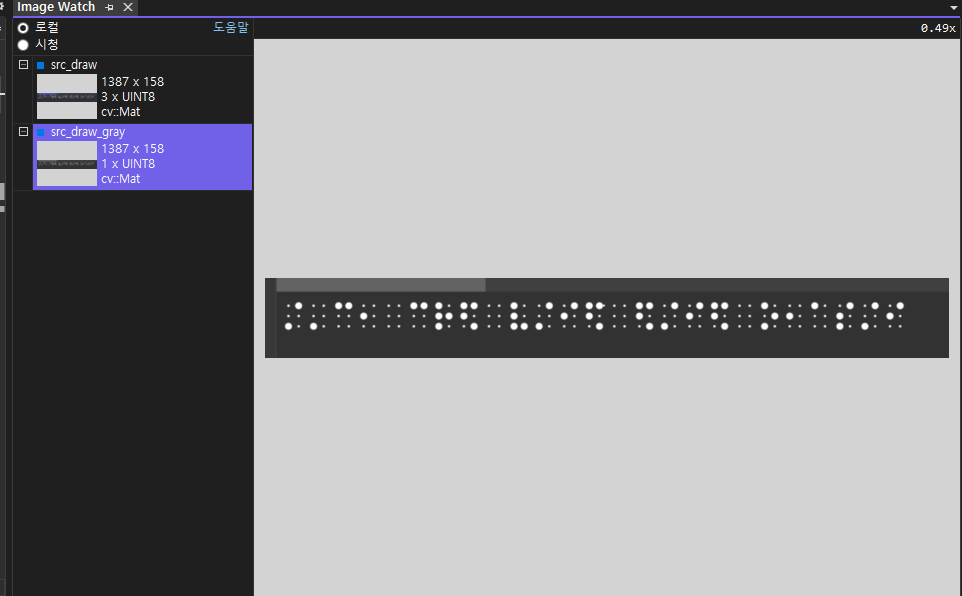 Image Watch
로컬
도움말
시청
0.49x
src_draw
1387 x 158
3 x UINT8
cv::Mat
src_draw_gray
1387 x 158
1 x UINT8
cv::Mat